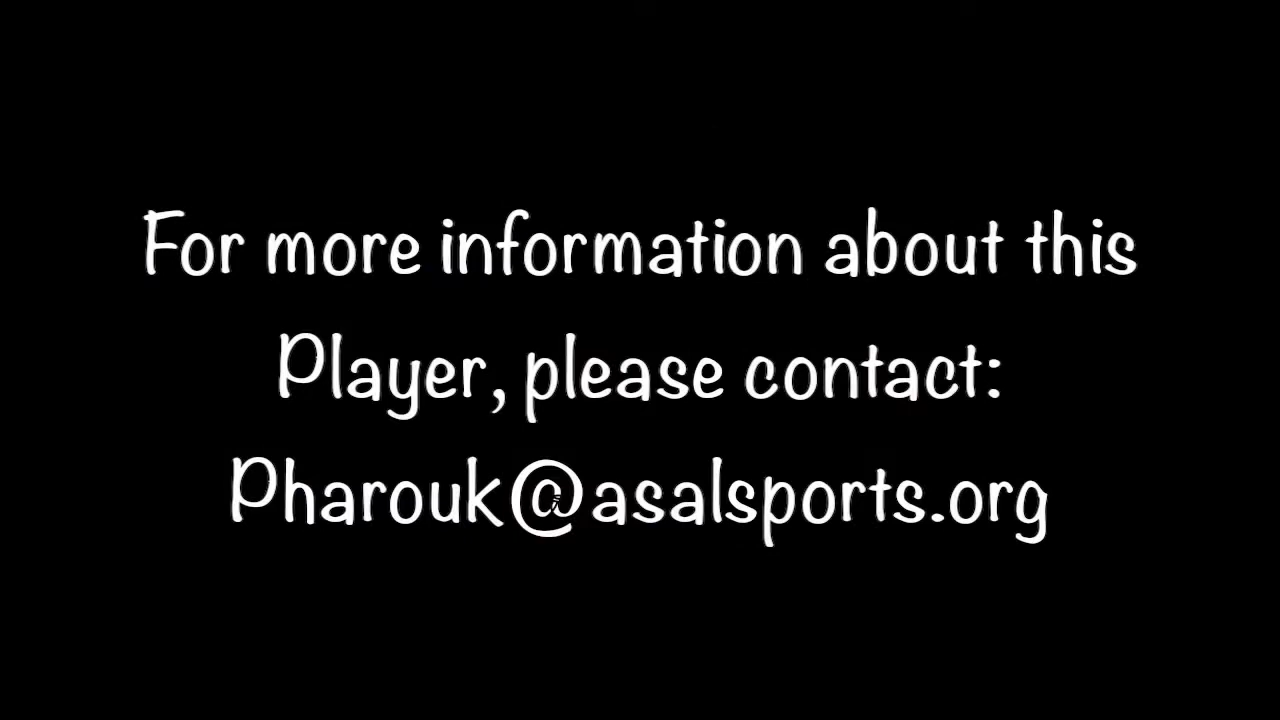 For more information about this
Player, please contact:
Pharouk@asalsports.org